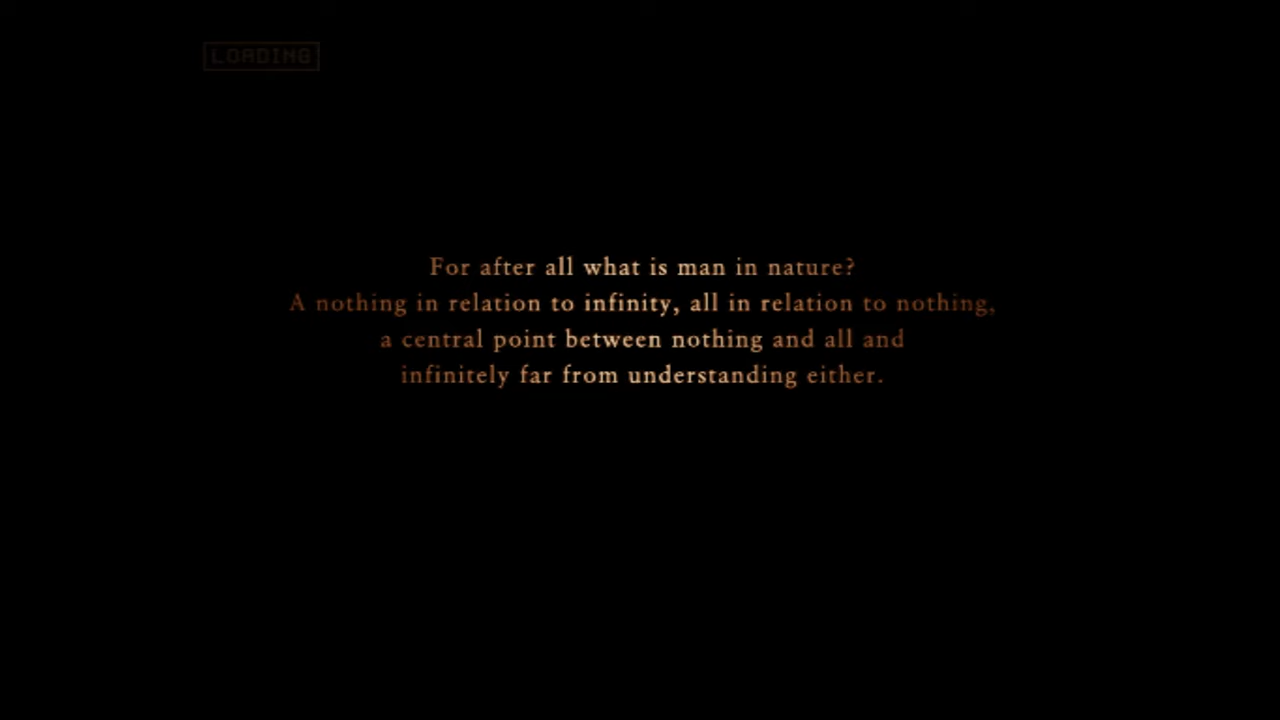 LOADING
For after all what is man in nature?
A nothing in relation to infinity, all in relation to nothing,
a central point between nothing and all and
infinitely far from understanding either.